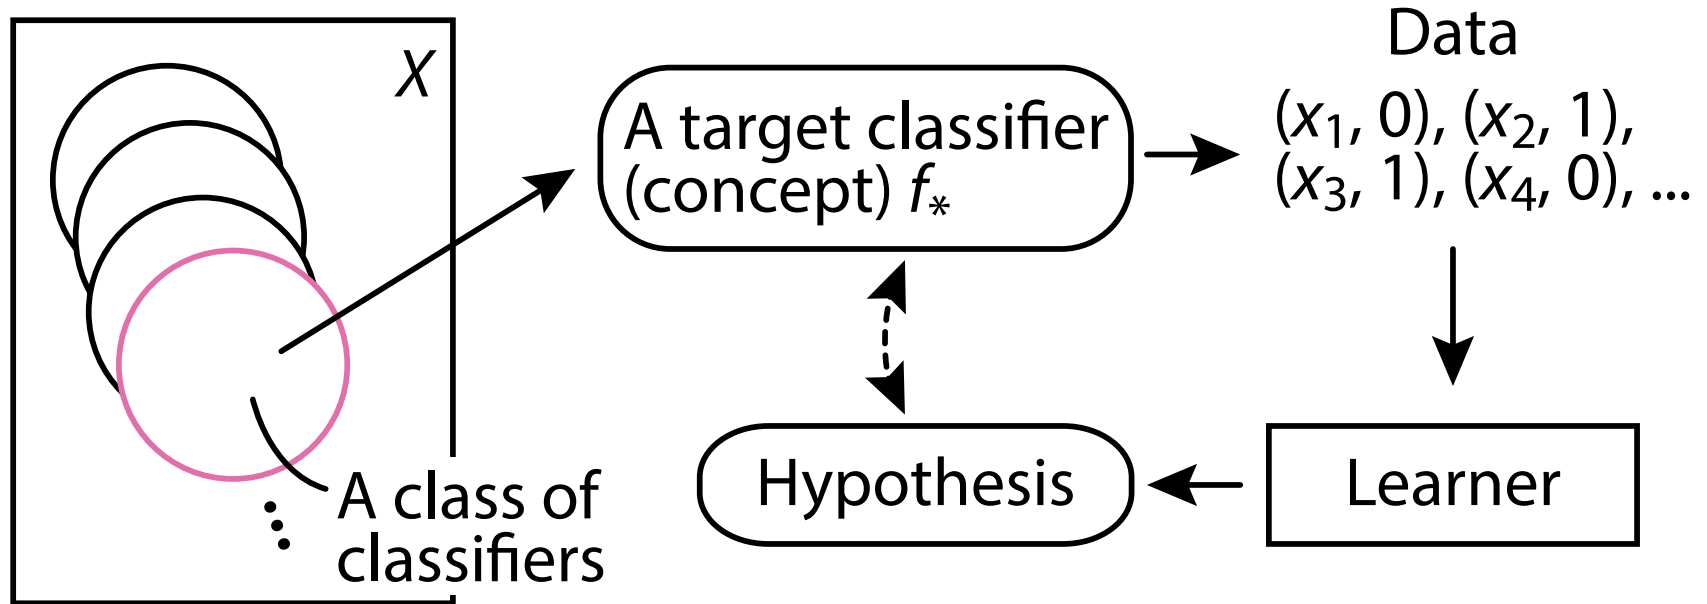 X
A class of
classifiers
A target classifier
(concept) f*
Data
(x1, 0), (x2, 1),
(x3, 1), (x4, 0), ...
Hypothesis
Learner